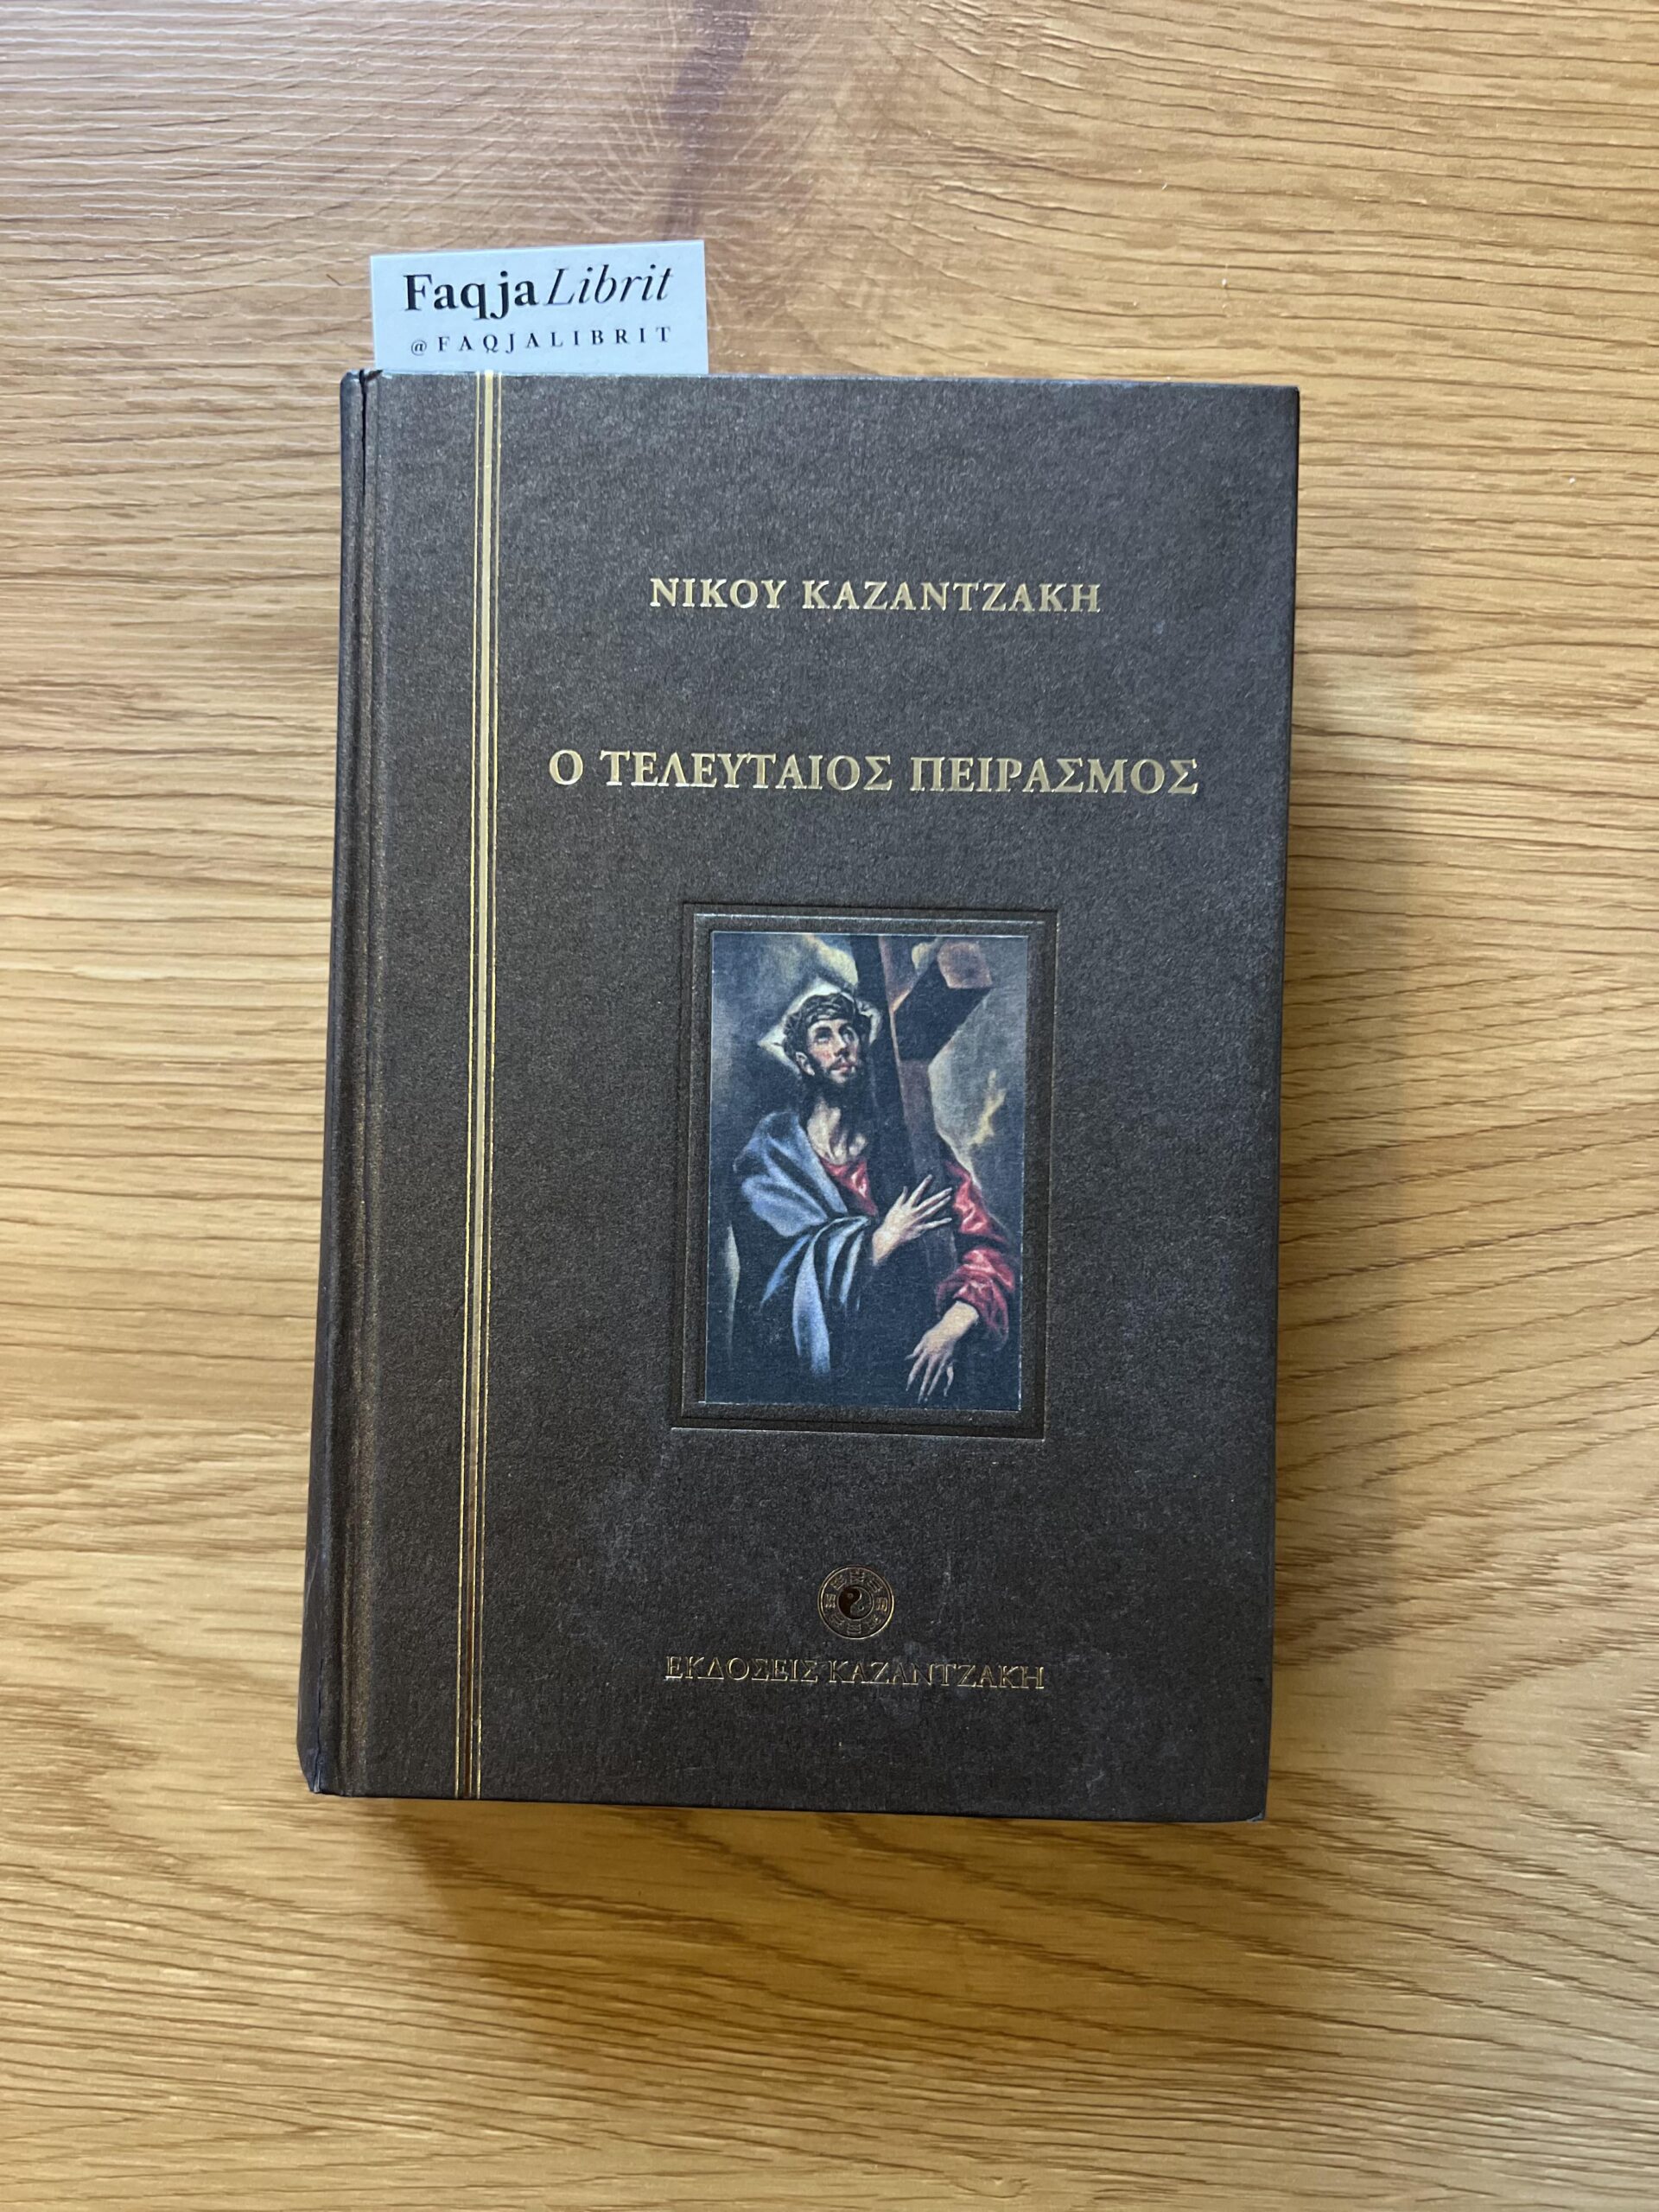 Faqja Librit
@FAQJALIBRIT
ΝΙΚΟΥ ΚΑΖΑΝΤΖΑΚΗ
Ο ΤΕΛΕΥΤΑΙΟΣ ΠΕΙΡΑΣΜΟΣ
ΕΚΔΟΣΕΙΣ ΚΑΖΑΝΤΖΑΚΗ